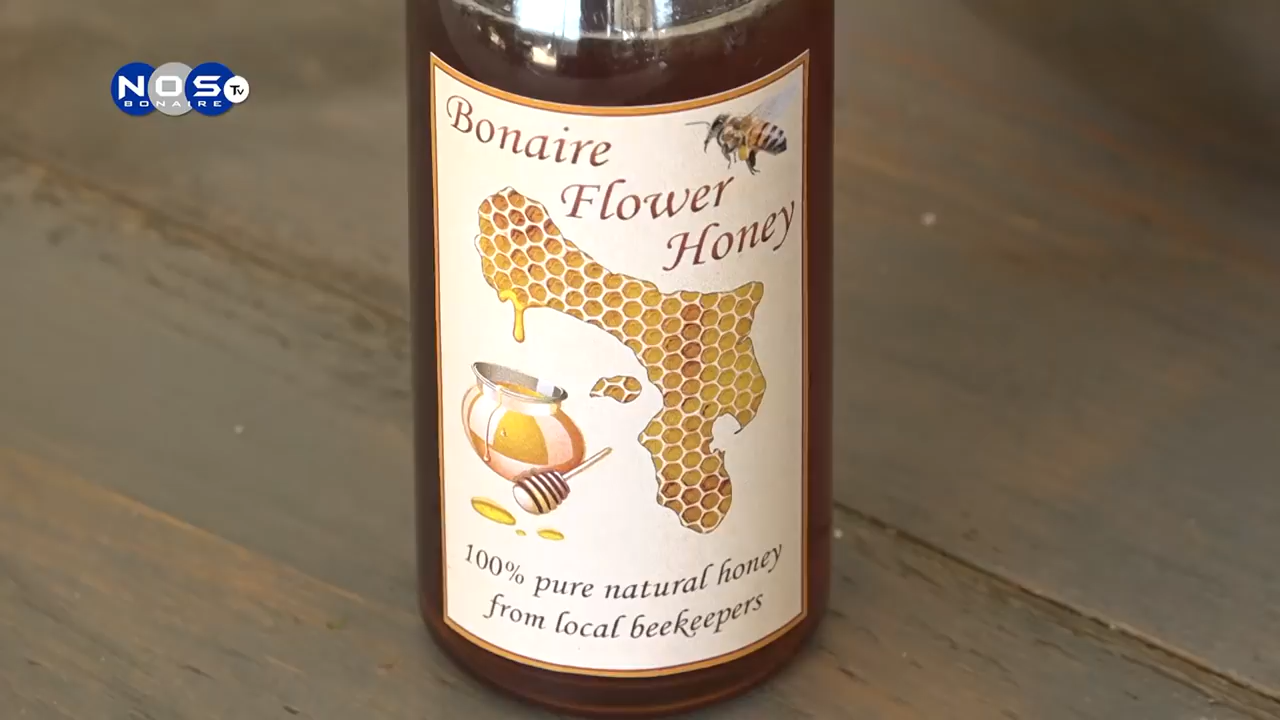 NOS TV
BONAIRE
Bonaire
Flower
Honey
100% pure natural honey
from local beekeepers